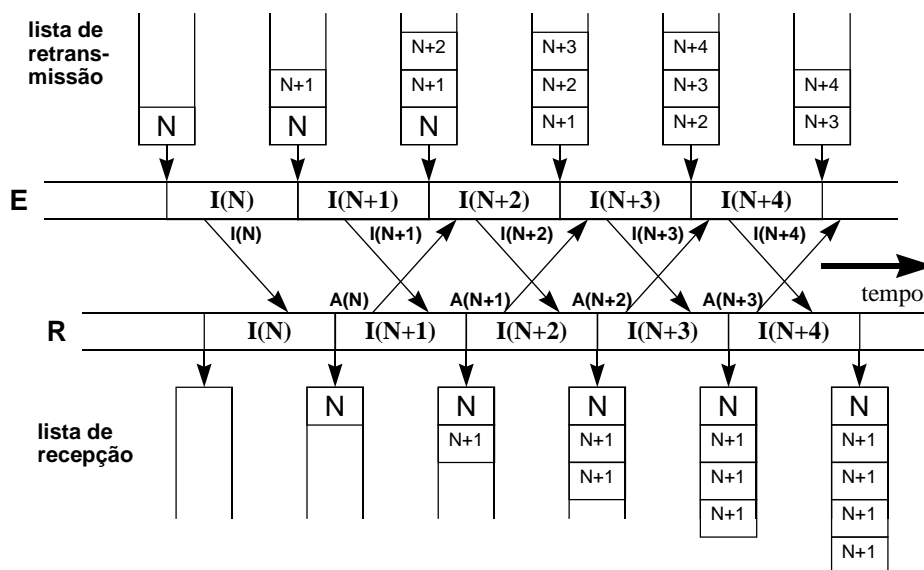 lista de
retrans-
missão
N
N+1
N
N+2
N+1
N
N+3
N+2
N+1
N+4
N+3
N+2
N+4
N+3
E
I(N) I(N+1) I(N+2) I(N+3) I(N+4)
I(N) I(N+1) I(N+2) I(N+3) I(N+4)
tempo
A(N) A(N+1) A(N+2) A(N+3)
R
I(N) I(N+1) I(N+2) I(N+3) I(N+4)
lista de
recepção
N
N
N+1
N
N+1
N+1
N
N+1
N+1
N+1
N
N+1
N+1
N+1
N+1